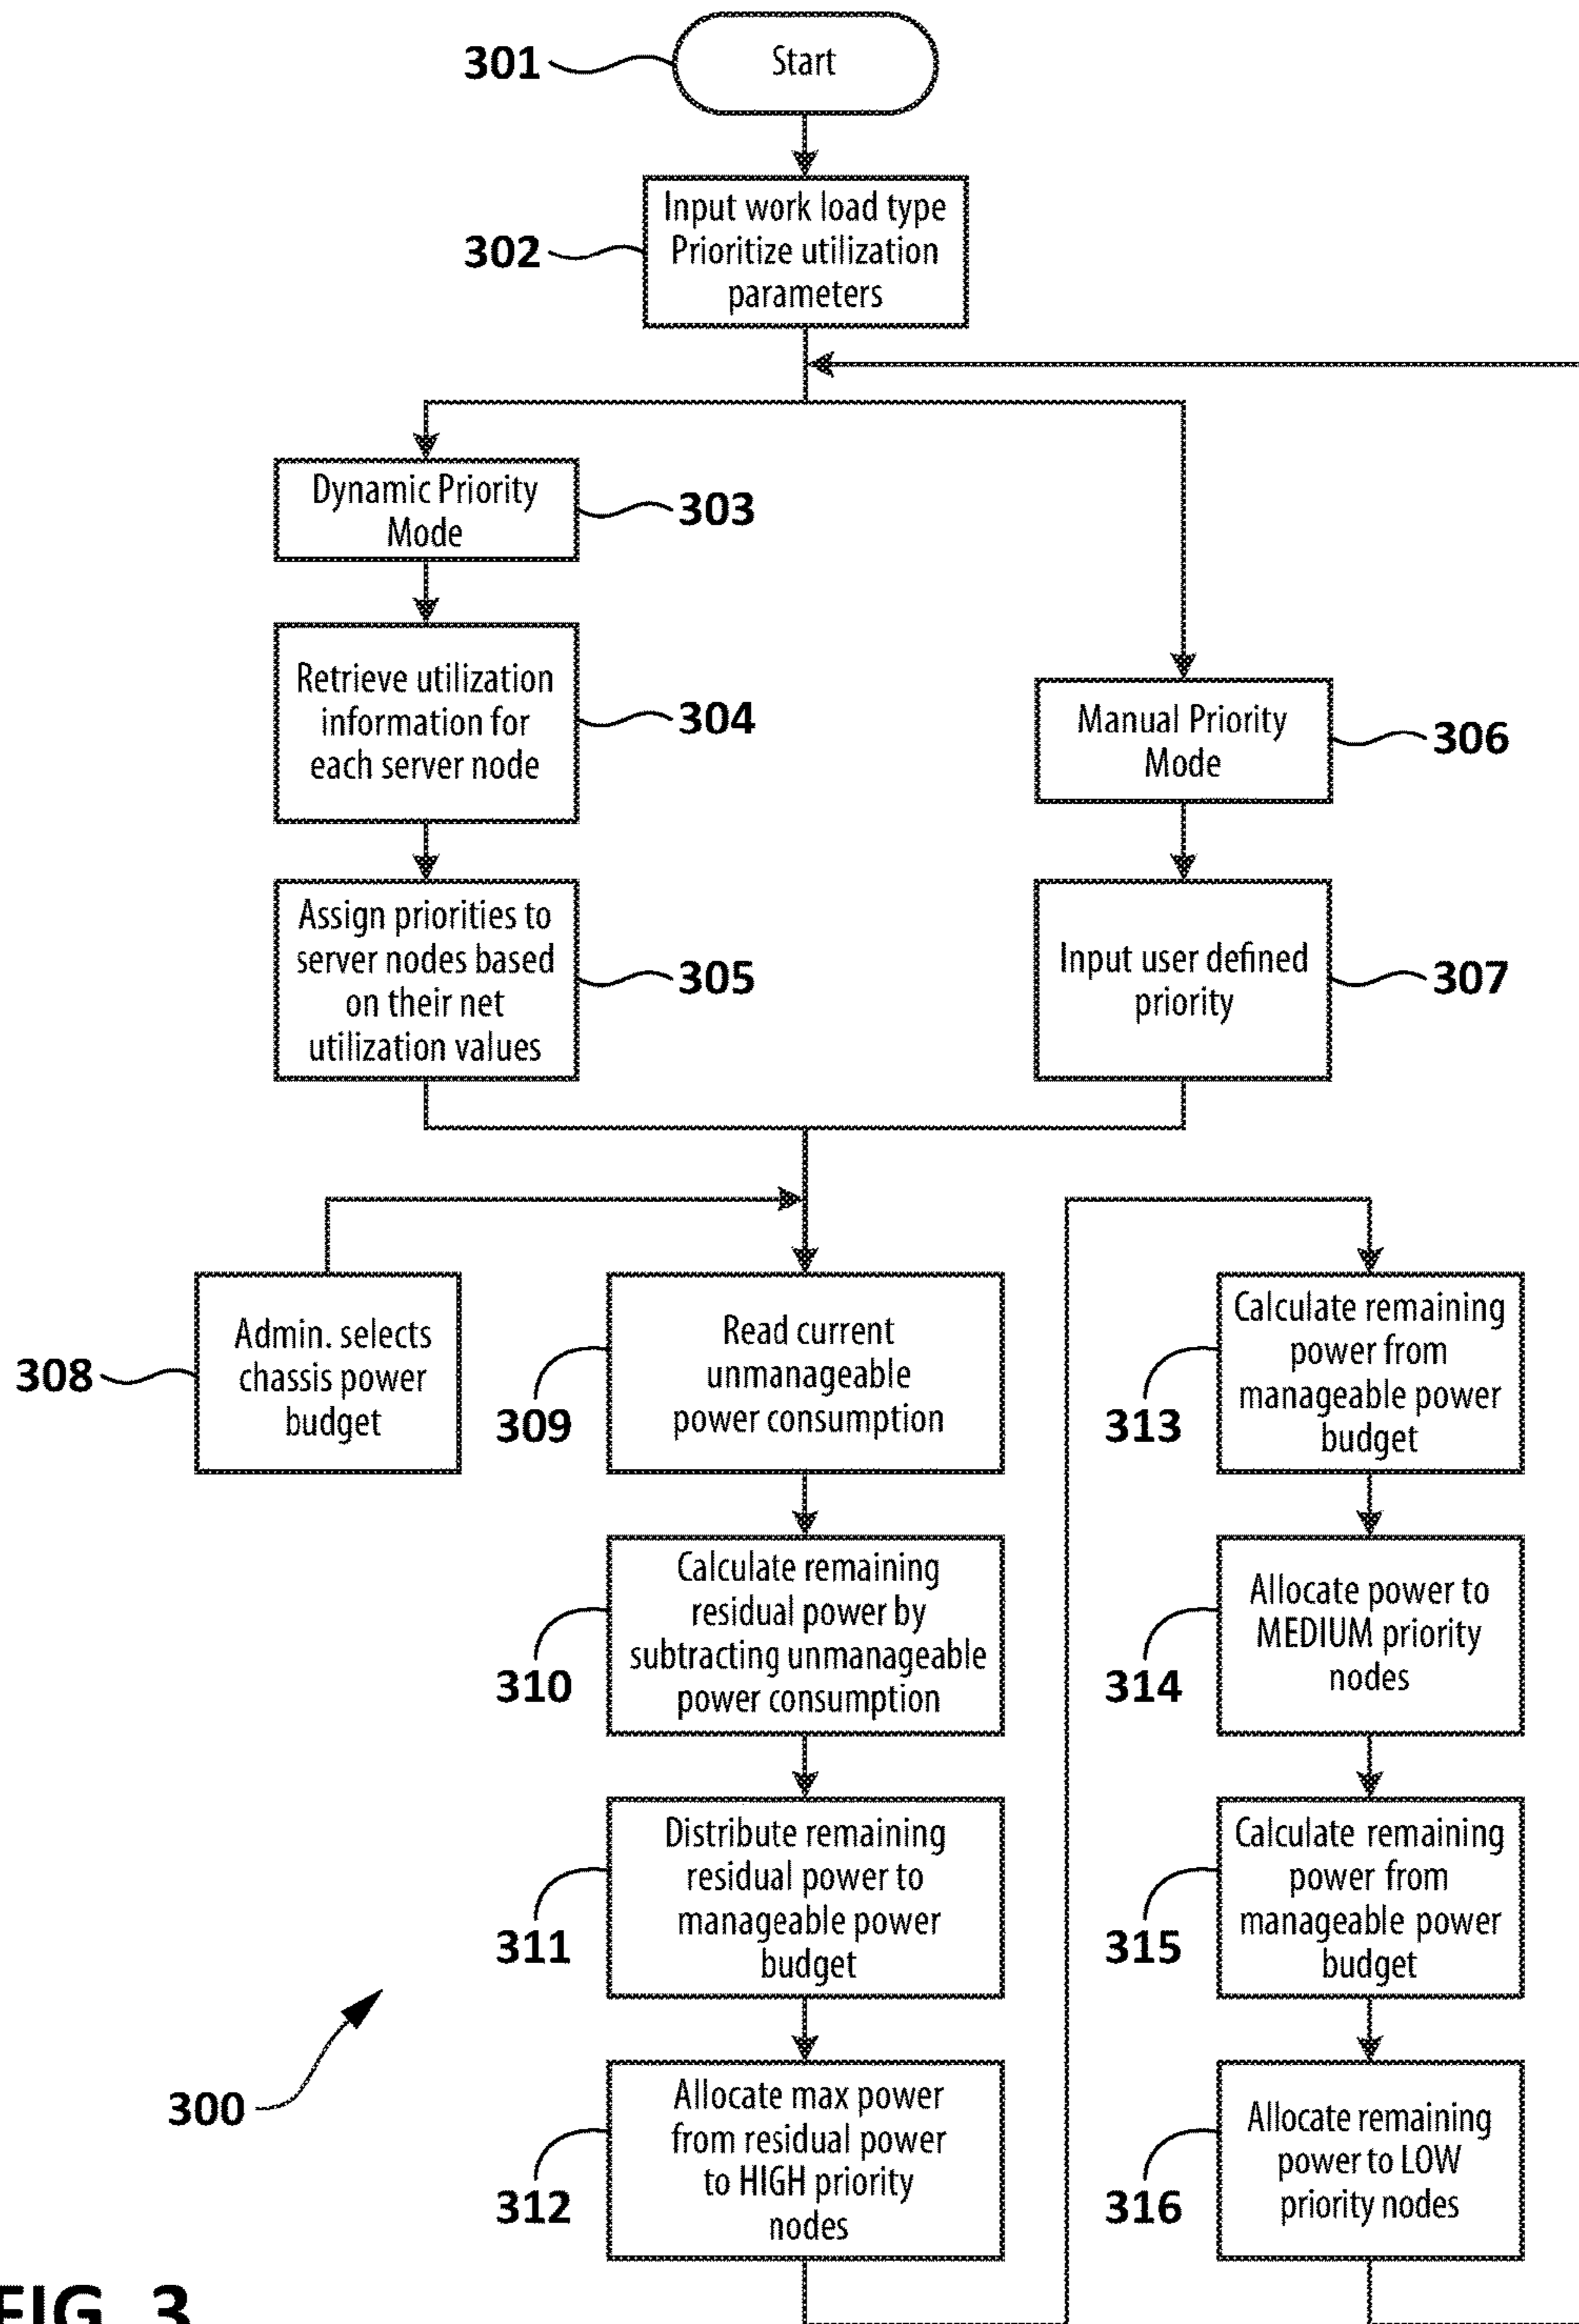 301
Start
302
Input work load type
Prioritize utilization
parameters
Dynamic Priority
Mode
303
Retrieve utilization
information for
each server node
304
Manual Priority
Mode
306
Assign priorities to
server nodes based
on their net
utilization values
305
Input user defined
priority
307
308
Admin. selects
chassis power
budget
309
Read current
unmanageable
power consumption
313
Calculate remaining
power from
manageable power
budget
310
Calculate remaining
residual power by
subtracting unmanageable
power consumption
314
Allocate power to
MEDIUM priority
nodes
311
Distribute remaining
residual power to
manageable power
budget
315
Calculate remaining
power from
manageable power
budget
300
312
Allocate max power
from residual power
to HIGH priority
nodes
316
Allocate remaining
power to LOW
priority nodes
FIG. 3